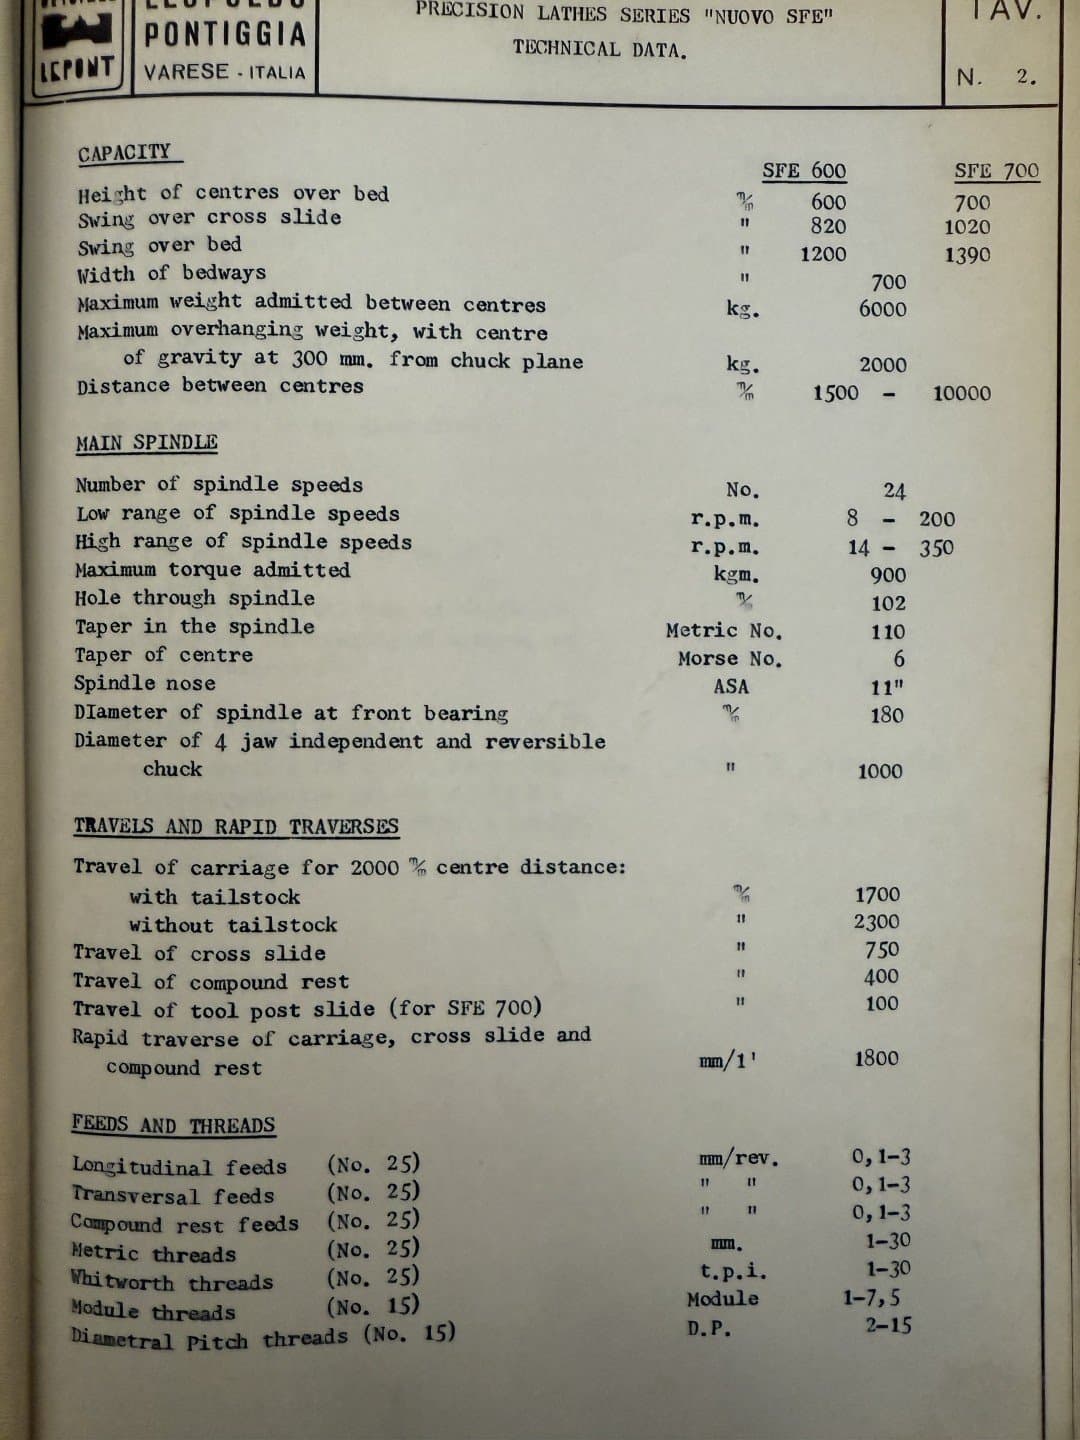 LEOPOLDO
PONTIGGIA
VARESE - ITALIA
LEPONT
PRECISION LATHES SERIES "NUOVO SFE"
TECHNICAL DATA.
TAV.
N. 2.
CAPACITY
SFE 600 SFE 700
Height of centres over bed m/m 600 700
Swing over cross slide " 820 1020
Swing over bed " 1200 1390
Width of bedways " 700
Maximum weight admitted between centres kg. 6000
Maximum overhanging weight, with centre
of gravity at 300 mm. from chuck plane kg. 2000
Distance between centres m/m 1500 - 10000
MAIN SPINDLE
Number of spindle speeds No. 24
Low range of spindle speeds r.p.m. 8 - 200
High range of spindle speeds r.p.m. 14 - 350
Maximum torque admitted kgm. 900
Hole through spindle m/m 102
Taper in the spindle Metric No. 110
Taper of centre Morse No. 6
Spindle nose ASA 11"
DIameter of spindle at front bearing m/m 180
Diameter of 4 jaw independent and reversible
chuck " 1000
TRAVELS AND RAPID TRAVERSES
Travel of carriage for 2000 m/m centre distance:
with tailstock m/m 1700
without tailstock " 2300
Travel of cross slide " 750
Travel of compound rest " 400
Travel of tool post slide (for SFE 700) " 100
Rapid traverse of carriage, cross slide and
compound rest mm/1' 1800
FEEDS AND THREADS
Longitudinal feeds (No. 25) mm/rev. 0,1-3
Transversal feeds (No. 25) " " 0,1-3
Compound rest feeds (No. 25) " " 0,1-3
Metric threads (No. 25) mm. 1-30
Whitworth threads (No. 25) t.p.i. 1-30
Module threads (No. 15) Module 1-7,5
Diametral Pitch threads (No. 15) D.P. 2-15